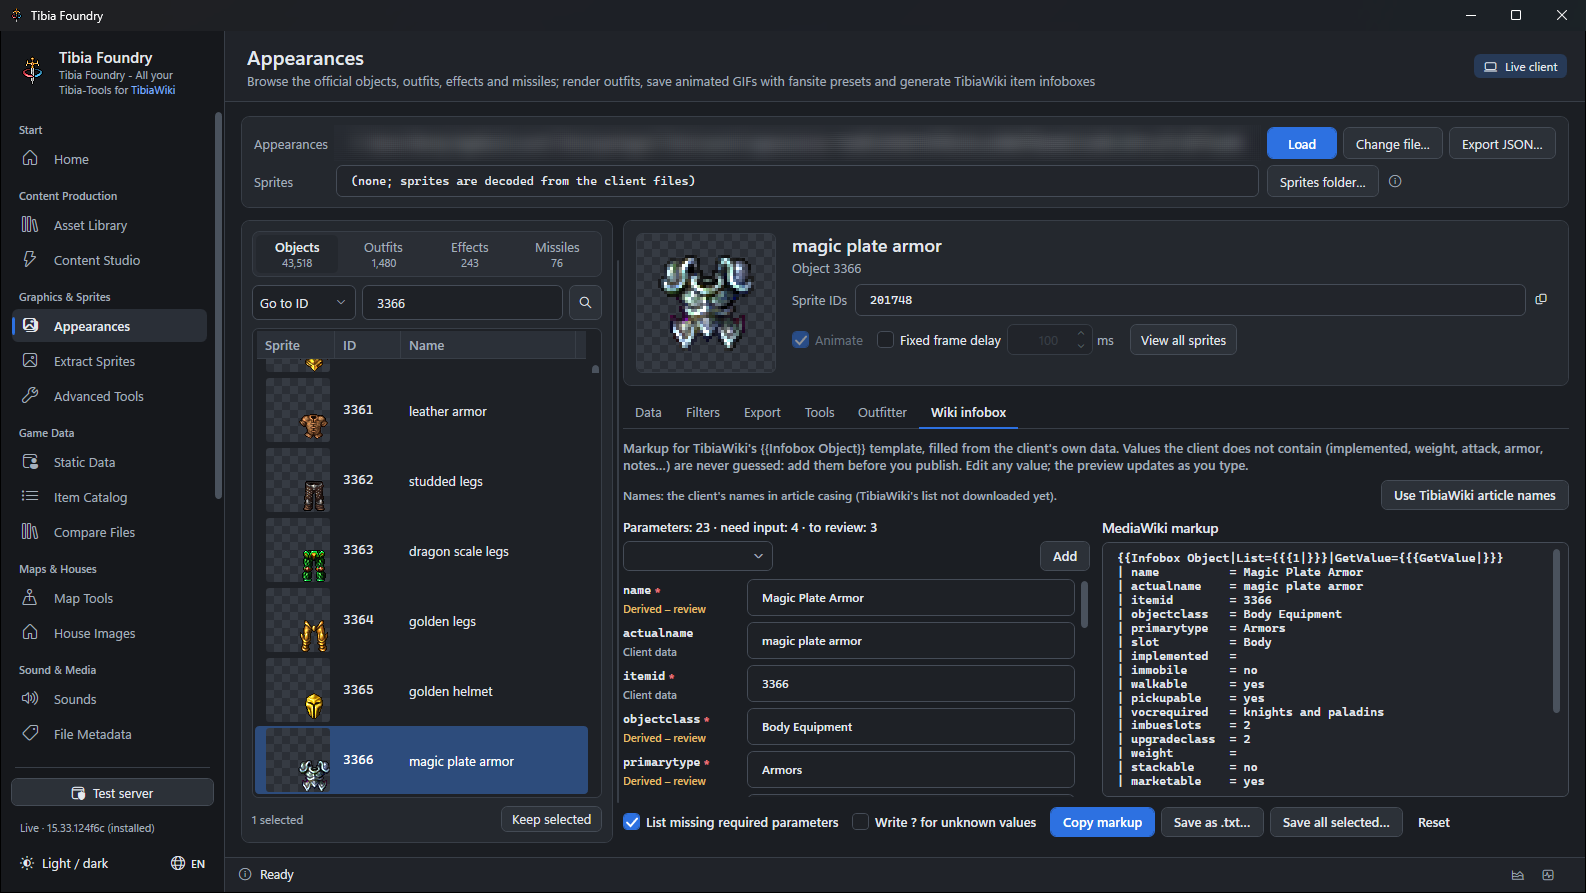 Tibia Foundry
Tibia Foundry
Tibia Foundry - All your
Tibia-Tools for TibiaWiki
Start
Home
Content Production
Asset Library
Content Studio
Graphics & Sprites
Appearances
Extract Sprites
Advanced Tools
Game Data
Static Data
Item Catalog
Compare Files
Maps & Houses
Map Tools
House Images
Sound & Media
Sounds
File Metadata
Test server
Live · 15.33.124f6c (installed)
Light / dark
EN
Appearances
Browse the official objects, outfits, effects and missiles; render outfits, save animated GIFs with fansite presets and generate TibiaWiki item infoboxes
Live client
Appearances
Load
Change file...
Export JSON...
Sprites
(none; sprites are decoded from the client files)
Sprites folder...
Objects
43,518
Outfits
1,480
Effects
243
Missiles
76
Go to ID
3366
Sprite ID Name
3361 leather armor
3362 studded legs
3363 dragon scale legs
3364 golden legs
3365 golden helmet
3366 magic plate armor
1 selected
Keep selected
magic plate armor
Object 3366
Sprite IDs 201748
Animate
Fixed frame delay
100 ms
View all sprites
Data Filters Export Tools Outfitter Wiki infobox
Markup for TibiaWiki's {{Infobox Object}} template, filled from the client's own data. Values the client does not contain (implemented, weight, attack, armor,
notes...) are never guessed: add them before you publish. Edit any value; the preview updates as you type.
Names: the client's names in article casing (TibiaWiki's list not downloaded yet).
Use TibiaWiki article names
Parameters: 23 · need input: 4 · to review: 3
Add
name *
Derived – review
Magic Plate Armor
actualname
Client data
magic plate armor
itemid *
Client data
3366
objectclass *
Derived – review
Body Equipment
primarytype *
Derived – review
Armors
MediaWiki markup
{{Infobox Object|List={{{1|}}}|GetValue={{{GetValue|}}}
| name = Magic Plate Armor
| actualname = magic plate armor
| itemid = 3366
| objectclass = Body Equipment
| primarytype = Armors
| slot = Body
| implemented =
| immobile = no
| walkable = yes
| pickupable = yes
| vocrequired = knights and paladins
| imbueslots = 2
| upgradeclass = 2
| weight =
| stackable = no
| marketable = yes
List missing required parameters
Write ? for unknown values
Copy markup
Save as .txt...
Save all selected...
Reset
Ready